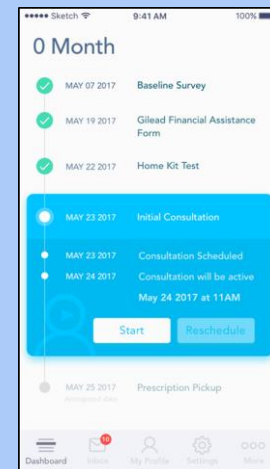 Sketch 9:41 AM 100%
0 Month
MAY 07 2017 Baseline Survey
MAY 19 2017 Gilead Financial Assistance
Form
MAY 22 2017 Home Kit Test
MAY 23 2017 Initial Consultation
MAY 23 2017 Consultation Scheduled
MAY 24 2017 Consultation will be active
May 24 2017 at 11AM
Start Reschedule
MAY 25 2017 Prescription Pickup
Anticipated date
10
Dashboard Inbox My Profile Settings More